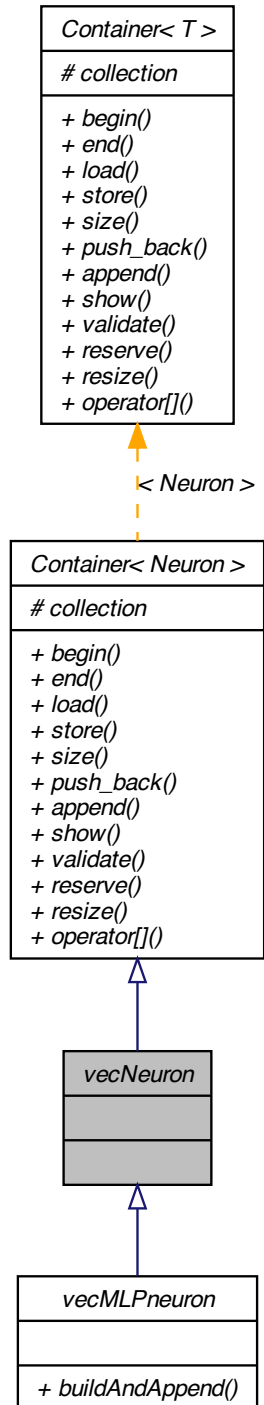 Container< T >
# collection
+ begin()
+ end()
+ load()
+ store()
+ size()
+ push_back()
+ append()
+ show()
+ validate()
+ reserve()
+ resize()
+ operator[]()
< Neuron >
Container< Neuron >
# collection
+ begin()
+ end()
+ load()
+ store()
+ size()
+ push_back()
+ append()
+ show()
+ validate()
+ reserve()
+ resize()
+ operator[]()
vecNeuron
vecMLPneuron
+ buildAndAppend()